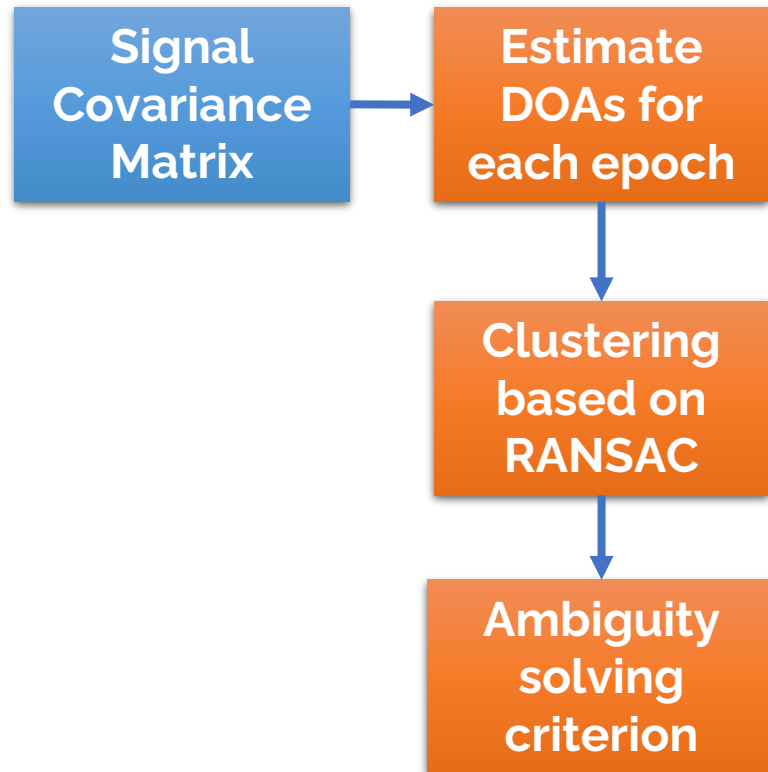 Signal
Covariance
Matrix
Estimate
DOAs for
each epoch
Clustering
based on
RANSAC
Ambiguity
solving
criterion